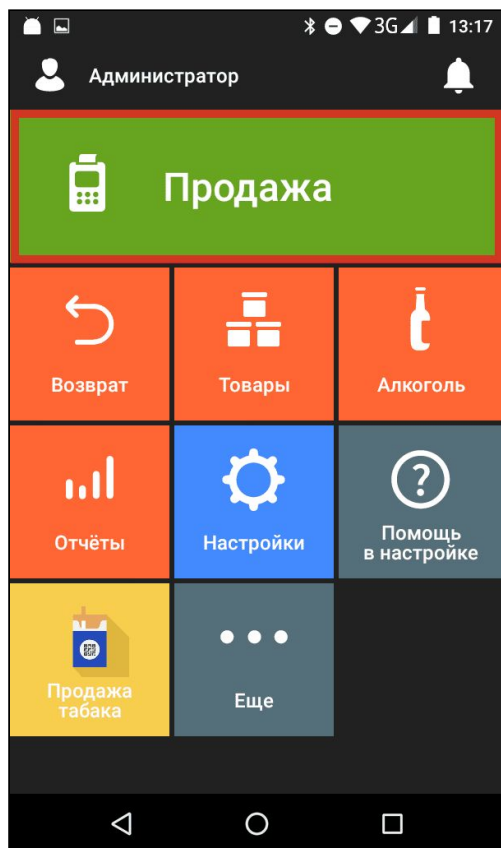 3G 13:17
Администратор
Продажа
Возврат
Товары
Алкоголь
Отчёты
Настройки
Помощь
в настройке
Продажа
табака
Еще